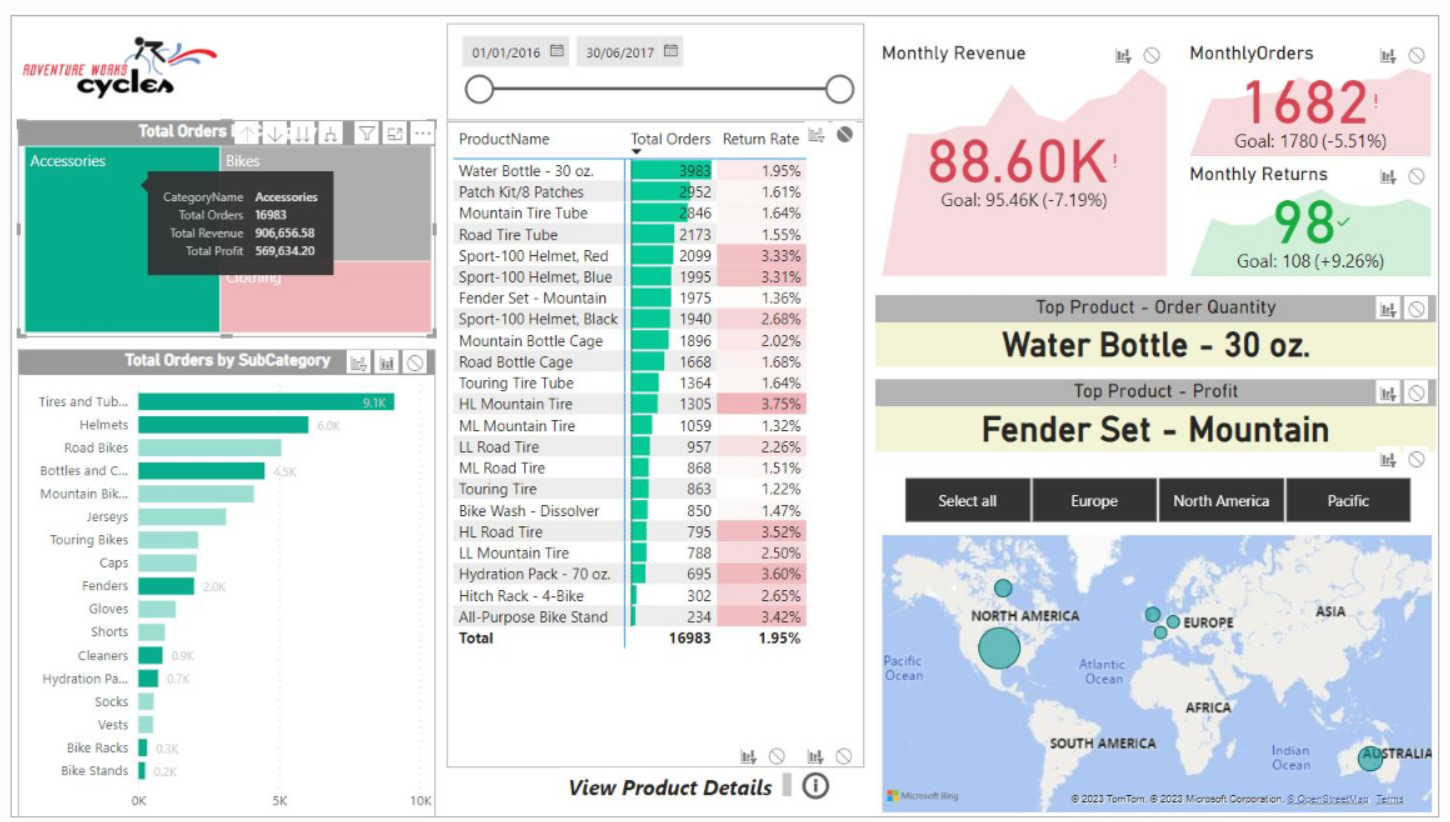 ADVENTURE WORKS
cycles
Total Orders
Accessories
Bikes
CategoryName Accessories
Total Orders 16983
Total Revenue 906,656.58
Total Profit 569,634.20
Clothing
Total Orders by SubCategory
Tires and Tub... 9.1K
Helmets 6.0K
Road Bikes
Bottles and C... 4.5K
Mountain Bik...
Jerseys
Touring Bikes
Caps
Fenders 2.0K
Gloves
Shorts
Cleaners 0.9K
Hydration Pa... 0.7K
Socks
Vests
Bike Racks 0.3K
Bike Stands 0.2K
0K 5K 10K
01/01/2016 30/06/2017
ProductName Total Orders Return Rate
Water Bottle - 30 oz. 3983 1.95%
Patch Kit/8 Patches 2952 1.61%
Mountain Tire Tube 2846 1.64%
Road Tire Tube 2173 1.55%
Sport-100 Helmet, Red 2099 3.33%
Sport-100 Helmet, Blue 1995 3.31%
Fender Set - Mountain 1975 1.36%
Sport-100 Helmet, Black 1940 2.68%
Mountain Bottle Cage 1896 2.02%
Road Bottle Cage 1668 1.68%
Touring Tire Tube 1364 1.64%
HL Mountain Tire 1305 3.75%
ML Mountain Tire 1059 1.32%
LL Road Tire 957 2.26%
ML Road Tire 868 1.51%
Touring Tire 863 1.22%
Bike Wash - Dissolver 850 1.47%
HL Road Tire 795 3.52%
LL Mountain Tire 788 2.50%
Hydration Pack - 70 oz. 695 3.60%
Hitch Rack - 4-Bike 302 2.65%
All-Purpose Bike Stand 234 3.42%
Total 16983 1.95%
View Product Details
Monthly Revenue
88.60K!
Goal: 95.46K (-7.19%)
MonthlyOrders
1682!
Goal: 1780 (-5.51%)
Monthly Returns
98
Goal: 108 (+9.26%)
Top Product - Order Quantity
Water Bottle - 30 oz.
Top Product - Profit
Fender Set - Mountain
Select all Europe North America Pacific
NORTH AMERICA
EUROPE
ASIA
Pacific
Ocean
Atlantic
Ocean
AFRICA
SOUTH AMERICA
Indian
Ocean
AUSTRALIA
Microsoft Bing
© 2023 TomTom, © 2023 Microsoft Corporation, © OpenStreetMap Terms